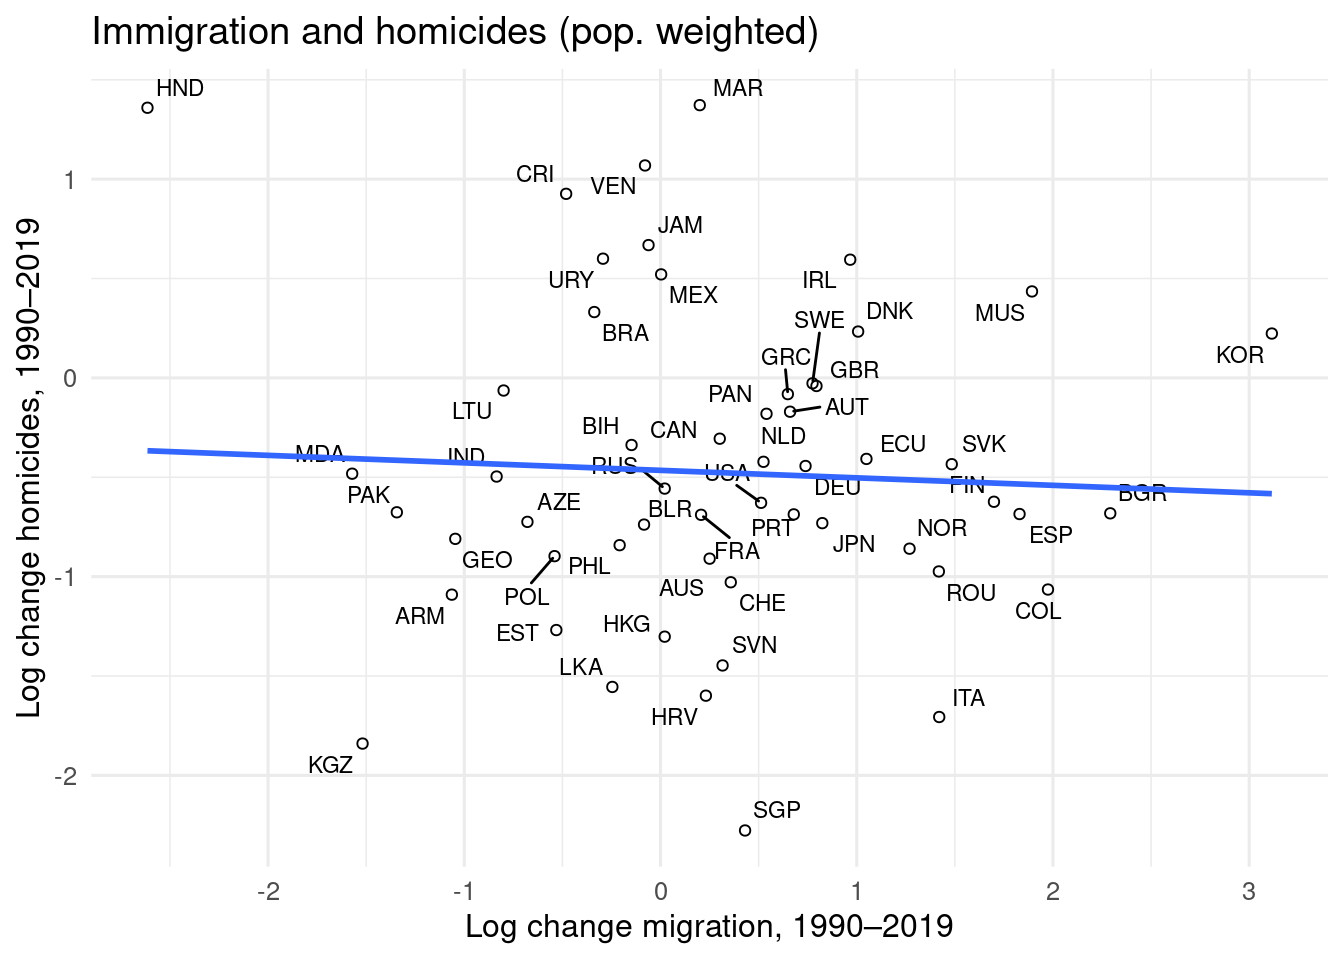 Immigration and homicides (pop. weighted)
Log change homicides, 1990–2019
1
0
-1
-2
HND
MAR
CRI
VEN
JAM
URY
MEX
IRL
BRA
SWE
DNK
MUS
KOR
GRC
GBR
LTU
PAN
AUT
BIH
CAN
NLD
ECU
SVK
MDA
IND
RUS
USA
DEU
FIN
BGR
PAK
AZE
BLR
PRT
NOR
ESP
GEO
PHL
FRA
JPN
POL
AUS
CHE
ROU
COL
ARM
EST
HKG
SVN
LKA
HRV
ITA
KGZ
SGP
-2
-1
0
1
2
3
Log change migration, 1990–2019